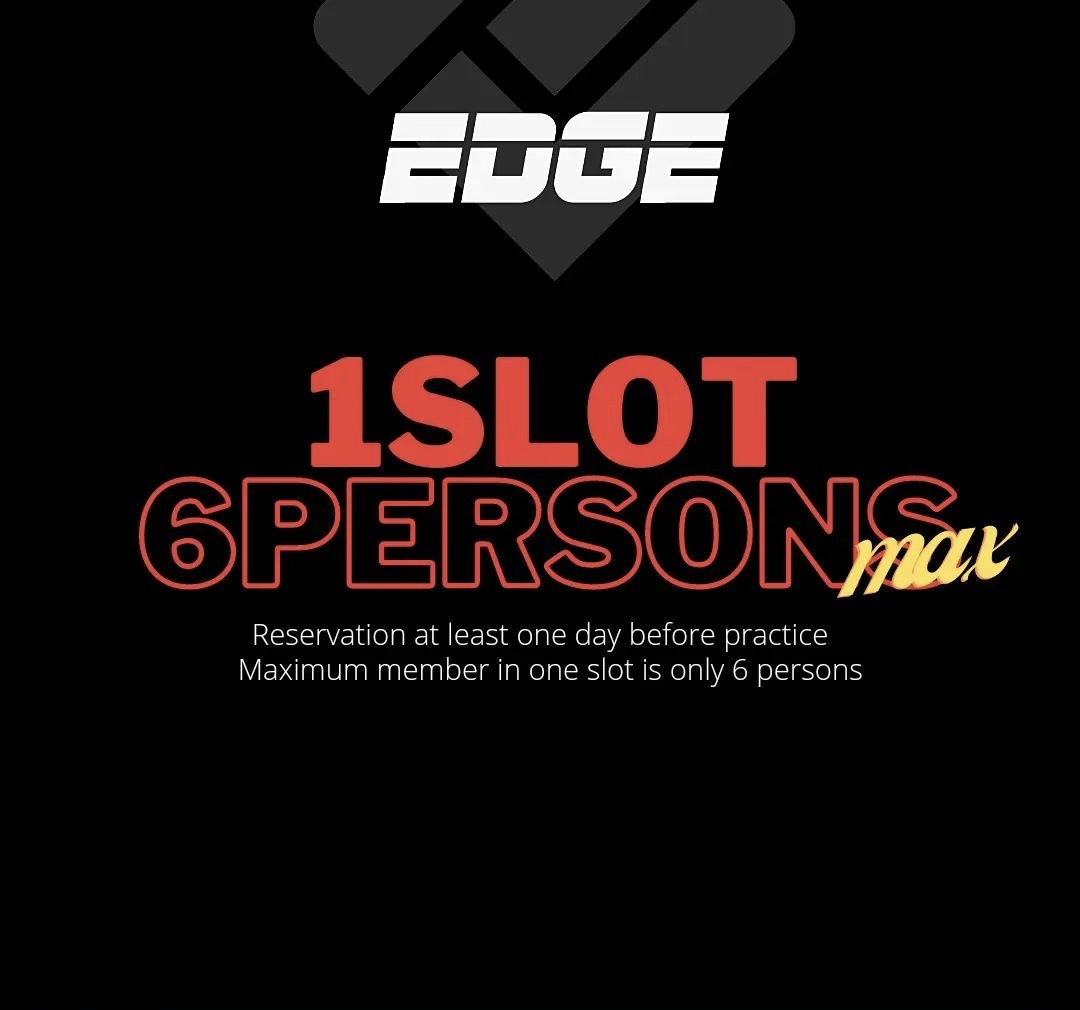 EDGE
1SLOT
6PERSONS
max
Reservation at least one day before practice
Maximum member in one slot is only 6 persons